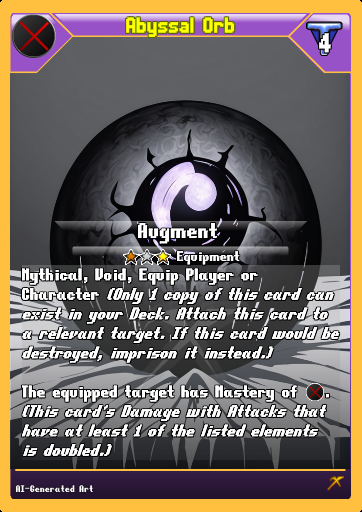 Abyssal Orb
4
Augment
Equipment
Mythical, Void, Equip Player or
Character (Only 1 copy of this card can
exist in your Deck. Attach this card to
a relevant target. If this card would be
destroyed, imprison it instead.)
The equipped target has Mastery of .
(This card's Damage with Attacks that
have at least 1 of the listed elements
is doubled.)
AI-Generated Art